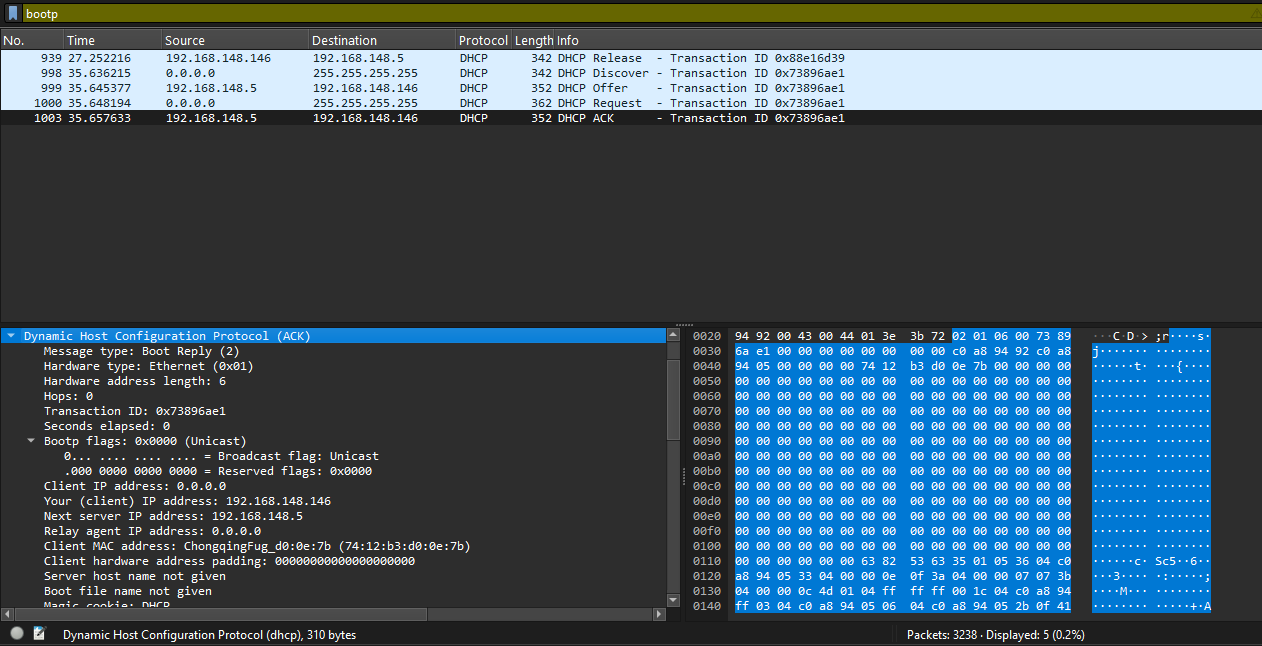 bootp
No. Time Source Destination Protocol Length Info
939 27.252216 192.168.148.146 192.168.148.5 DHCP 342 DHCP Release - Transaction ID 0x88e16d39
998 35.636215 0.0.0.0 255.255.255.255 DHCP 342 DHCP Discover - Transaction ID 0x73896ae1
999 35.645377 192.168.148.5 192.168.148.146 DHCP 352 DHCP Offer - Transaction ID 0x73896ae1
1000 35.648194 0.0.0.0 255.255.255.255 DHCP 362 DHCP Request - Transaction ID 0x73896ae1
1003 35.657633 192.168.148.5 192.168.148.146 DHCP 352 DHCP ACK - Transaction ID 0x73896ae1
Dynamic Host Configuration Protocol (ACK)
Message type: Boot Reply (2)
Hardware type: Ethernet (0x01)
Hardware address length: 6
Hops: 0
Transaction ID: 0x73896ae1
Seconds elapsed: 0
Bootp flags: 0x0000 (Unicast)
0... .... .... .... = Broadcast flag: Unicast
.000 0000 0000 0000 = Reserved flags: 0x0000
Client IP address: 0.0.0.0
Your (client) IP address: 192.168.148.146
Next server IP address: 192.168.148.5
Relay agent IP address: 0.0.0.0
Client MAC address: ChongqingFug_d0:0e:7b (74:12:b3:d0:0e:7b)
Client hardware address padding: 00000000000000000000
Server host name not given
Boot file name not given
Magic cookie: DHCP
0020 94 92 00 43 00 44 01 3e 3b 72 02 01 06 00 73 89 ···C·D·> ;r····s·
0030 6a e1 00 00 00 00 00 00 00 00 c0 a8 94 92 c0 a8 j······· ········
0040 94 05 00 00 00 00 74 12 b3 d0 0e 7b 00 00 00 00 ······t· ···{····
0050 00 00 00 00 00 00 00 00 00 00 00 00 00 00 00 00 ········ ········
0060 00 00 00 00 00 00 00 00 00 00 00 00 00 00 00 00 ········ ········
0070 00 00 00 00 00 00 00 00 00 00 00 00 00 00 00 00 ········ ········
0080 00 00 00 00 00 00 00 00 00 00 00 00 00 00 00 00 ········ ········
0090 00 00 00 00 00 00 00 00 00 00 00 00 00 00 00 00 ········ ········
00a0 00 00 00 00 00 00 00 00 00 00 00 00 00 00 00 00 ········ ········
00b0 00 00 00 00 00 00 00 00 00 00 00 00 00 00 00 00 ········ ········
00c0 00 00 00 00 00 00 00 00 00 00 00 00 00 00 00 00 ········ ········
00d0 00 00 00 00 00 00 00 00 00 00 00 00 00 00 00 00 ········ ········
00e0 00 00 00 00 00 00 00 00 00 00 00 00 00 00 00 00 ········ ········
00f0 00 00 00 00 00 00 00 00 00 00 00 00 00 00 00 00 ········ ········
0100 00 00 00 00 00 00 00 00 00 00 00 00 00 00 00 00 ········ ········
0110 00 00 00 00 00 00 63 82 53 63 35 01 05 36 04 c0 ······c· Sc5··6··
0120 a8 94 05 33 04 00 00 0e 0f 3a 04 00 00 07 07 3b ···3···· ·:·····;
0130 04 00 00 0c 4d 01 04 ff ff ff 00 1c 04 c0 a8 94 ····M··· ········
0140 ff 03 04 c0 a8 94 05 06 04 c0 a8 94 05 2b 0f 41 ········ ·····+·A
Dynamic Host Configuration Protocol (dhcp), 310 bytes
Packets: 3238 · Displayed: 5 (0.2%)